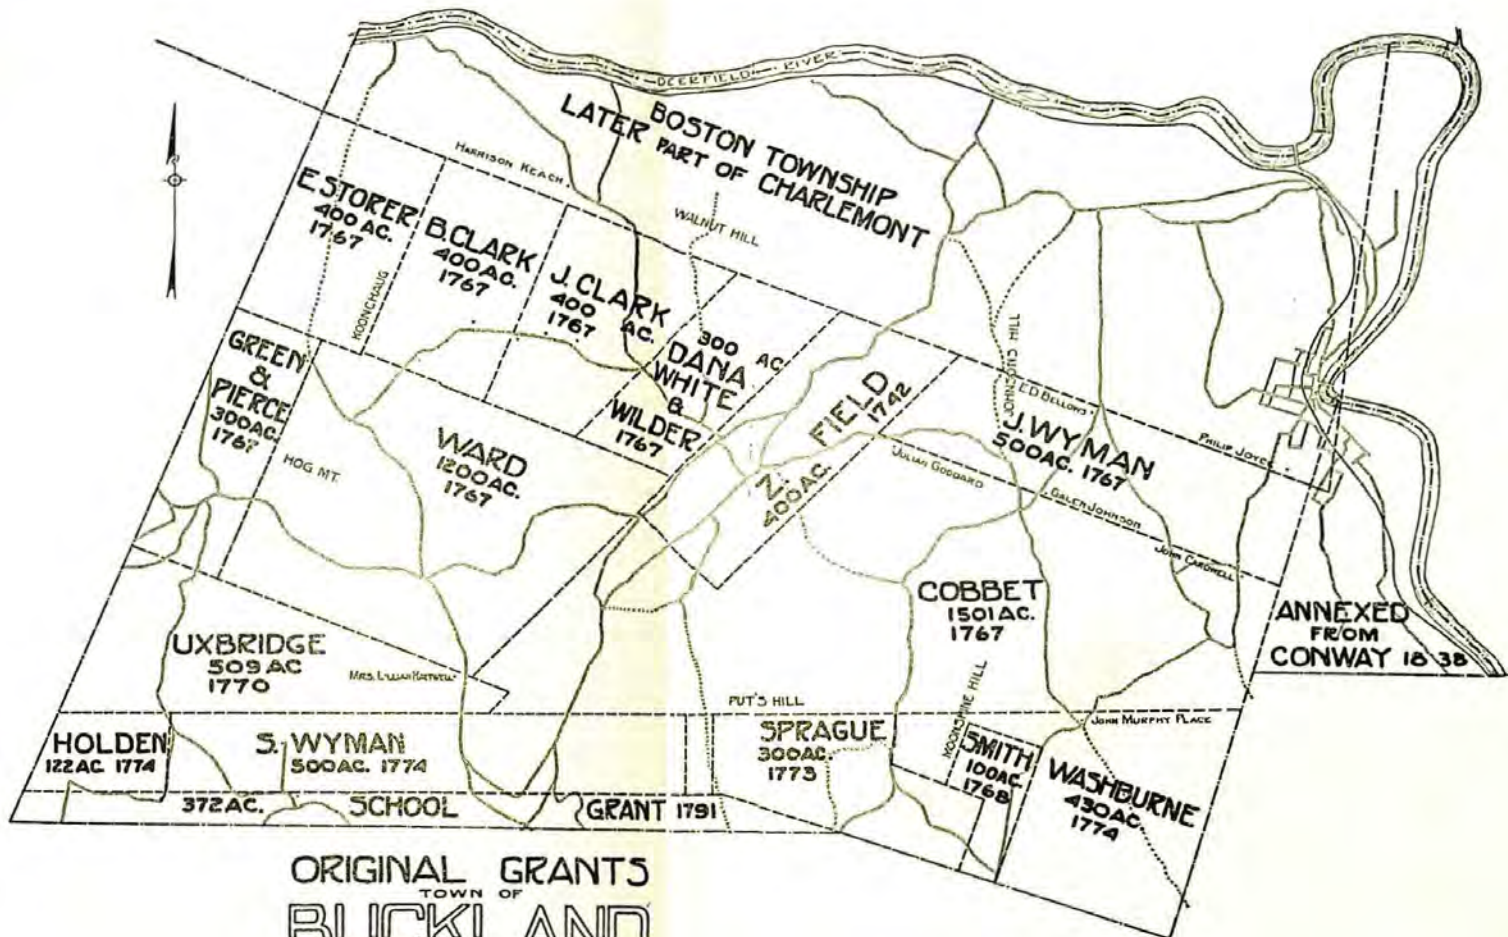 DEERFIELD RIVER
BOSTON TOWNSHIP
LATER PART OF CHARLEMONT
HARRISON KEACH
WALNUT HILL
E. STORER
400 AC.
1767
B. CLARK
400 AC.
1767
J. CLARK
400 AC.
1767
300 AC
DANA
WHITE
&
WILDER
1767
KOONCHAUG
GREEN
&
PIERCE
300 AC.
1767
HOG MT.
WARD
1200 AC.
1767
N. FIELD
400 AC. 1742
JOHNSON HILL
E.D. BELLOWS
J. WYMAN
500 AC. 1767
PHILIP JOYCE
JULIAN GODDARD
GALEN JOHNSON
JOHN CARDWELL
COBBET
1501 AC.
1767
ANNEXED
FROM
CONWAY 1838
UXBRIDGE
509 AC
1770
MRS. LILLIAN
PUT'S HILL
MOONSHINE HILL
JOHN MURPHY PLACE
HOLDEN
122 AC. 1774
S. WYMAN
500 AC. 1774
SPRAGUE
300 AC.
1773
SMITH
100 AC.
1768
WASHBURNE
430 AC.
1774
372 AC. SCHOOL GRANT 1791
ORIGINAL GRANTS
TOWN OF
BUCKLAND